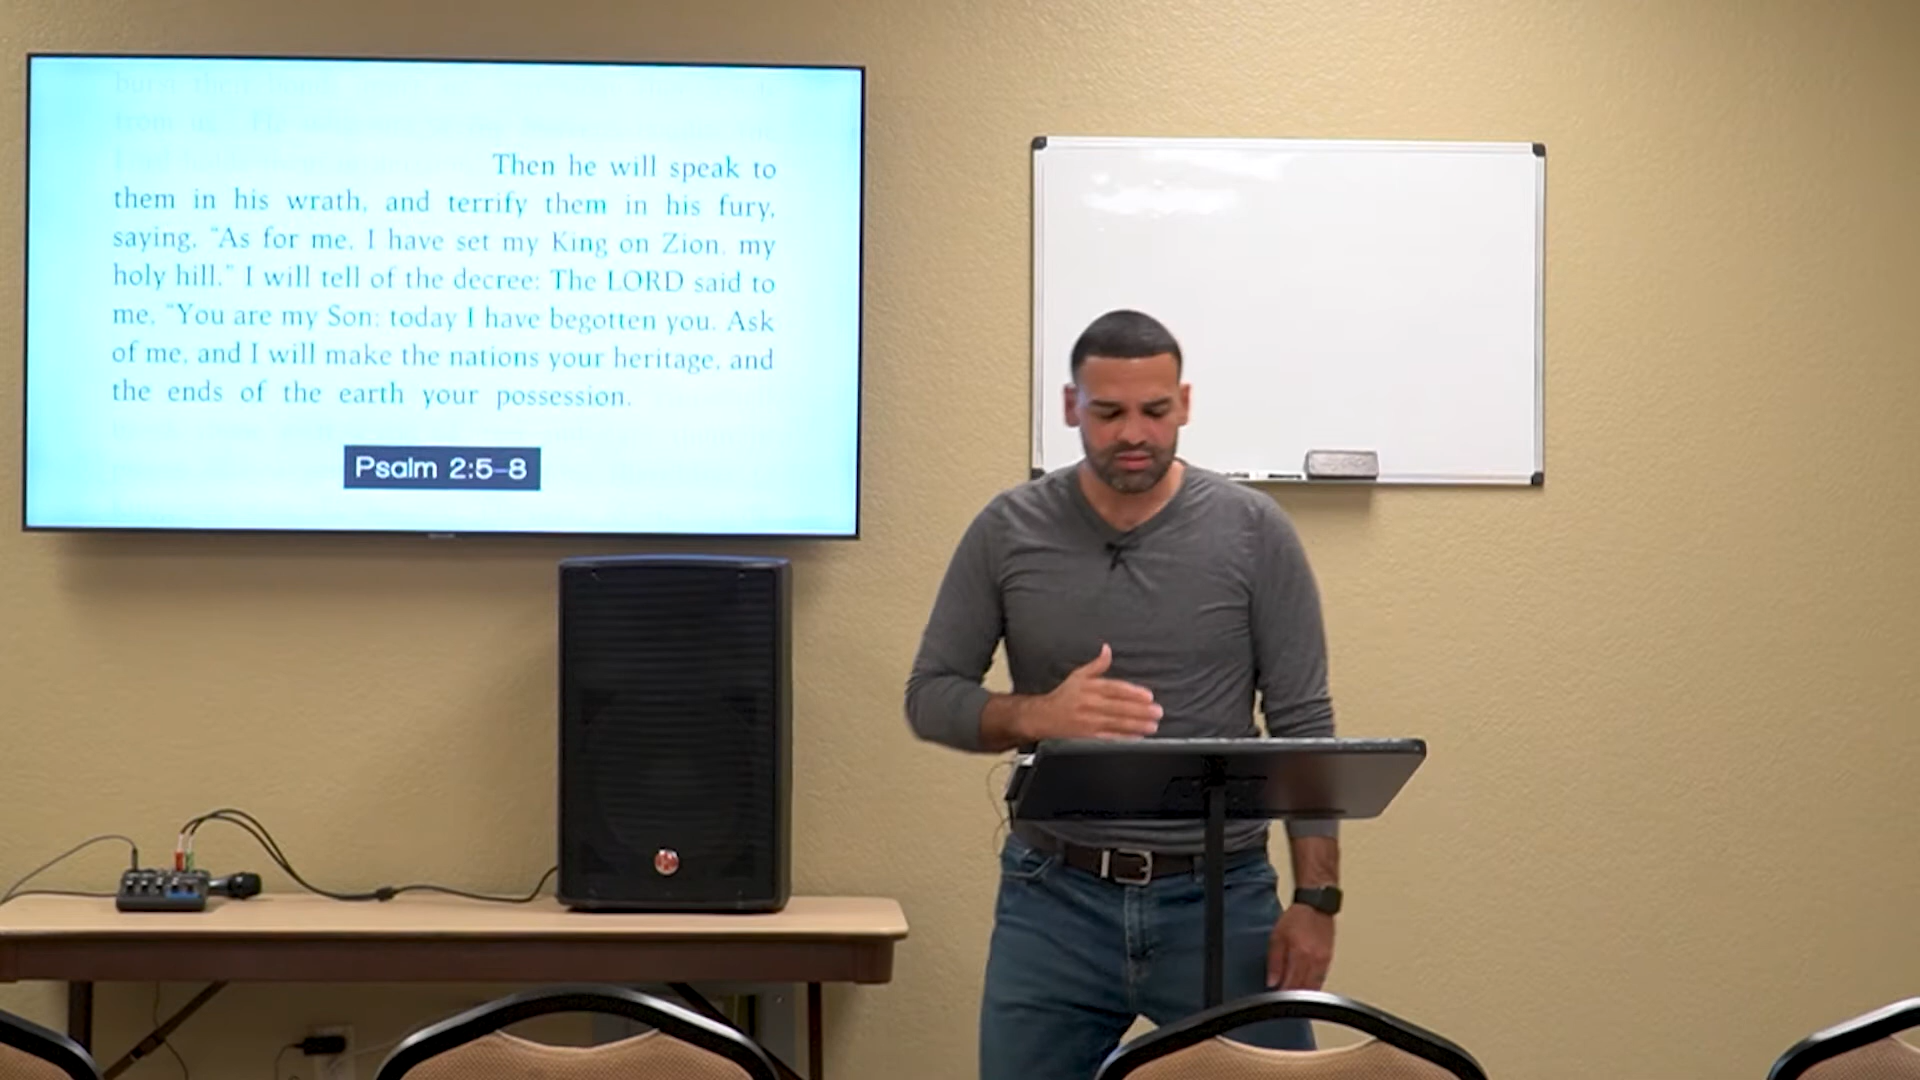 Then he will speak to
them in his wrath, and terrify them in his fury,
saying, "As for me, I have set my King on Zion, my
holy hill." I will tell of the decree: The LORD said to
me, "You are my Son; today I have begotten you. Ask
of me, and I will make the nations your heritage, and
the ends of the earth your possession.
Psalm 2:5-8